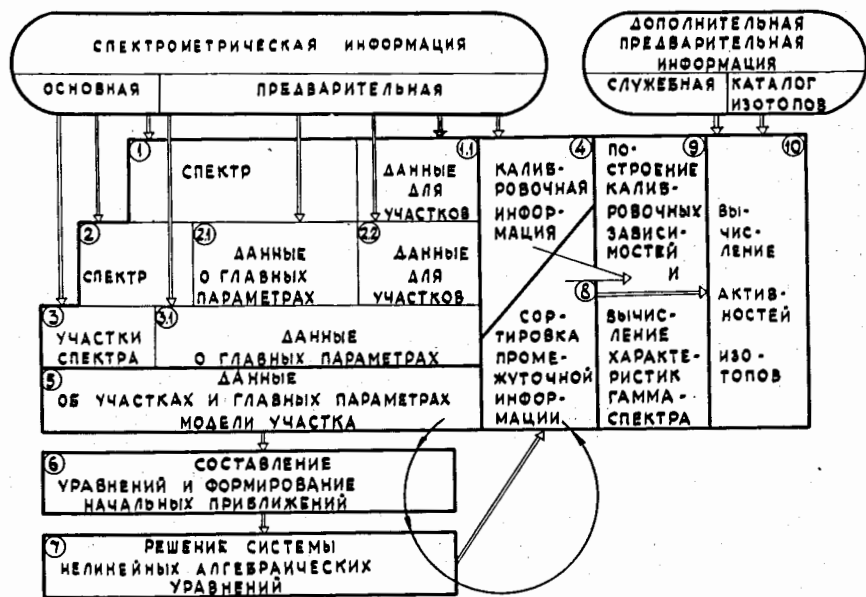 СПЕКТРОМЕТРИЧЕСКАЯ ИНФОРМАЦИЯ
ОСНОВНАЯ
ПРЕДВАРИТЕЛЬНАЯ
ДОПОЛНИТЕЛЬНАЯ
ПРЕДВАРИТЕЛЬНАЯ
ИНФОРМАЦИЯ
СЛУЖЕБНАЯ
КАТАЛОГ
ИЗОТОПОВ
1
СПЕКТР
1.1
ДАННЫЕ
ДЛЯ
УЧАСТКОВ
2
СПЕКТР
2.1
ДАННЫЕ
О ГЛАВНЫХ
ПАРАМЕТРАХ
2.2
ДАННЫЕ
ДЛЯ
УЧАСТКОВ
3
УЧАСТКИ
СПЕКТРА
3.1
ДАННЫЕ
О ГЛАВНЫХ ПАРАМЕТРАХ
4
КАЛИБ-
РОВОЧНАЯ
ИНФОР-
МАЦИЯ
5
ДАННЫЕ
ОБ УЧАСТКАХ И ГЛАВНЫХ ПАРАМЕТРАХ
МОДЕЛИ УЧАСТКА
6
СОСТАВЛЕНИЕ
УРАВНЕНИЙ И ФОРМИРОВАНИЕ
НАЧАЛЬНЫХ ПРИБЛИЖЕНИЙ
7
РЕШЕНИЕ СИСТЕМЫ
НЕЛИНЕЙНЫХ АЛГЕБРАИЧЕСКИХ
УРАВНЕНИЙ
8
СОР-
ТИРОВКА
ПРОМЕ-
ЖУТОЧНОЙ
ИНФОР-
МАЦИИ
9
ПО-
СТРОЕНИЕ
КАЛИБ-
РОВОЧНЫХ
ЗАВИСИ-
МОСТЕЙ
И
ВЫЧИС-
ЛЕНИЕ
ХАРАКТЕ-
РИСТИК
ГАММА-
СПЕКТРА
10
ВЫ-
ЧИС-
ЛЕНИЕ
АКТИВ-
НОСТЕЙ
ИЗО-
ТОПОВ